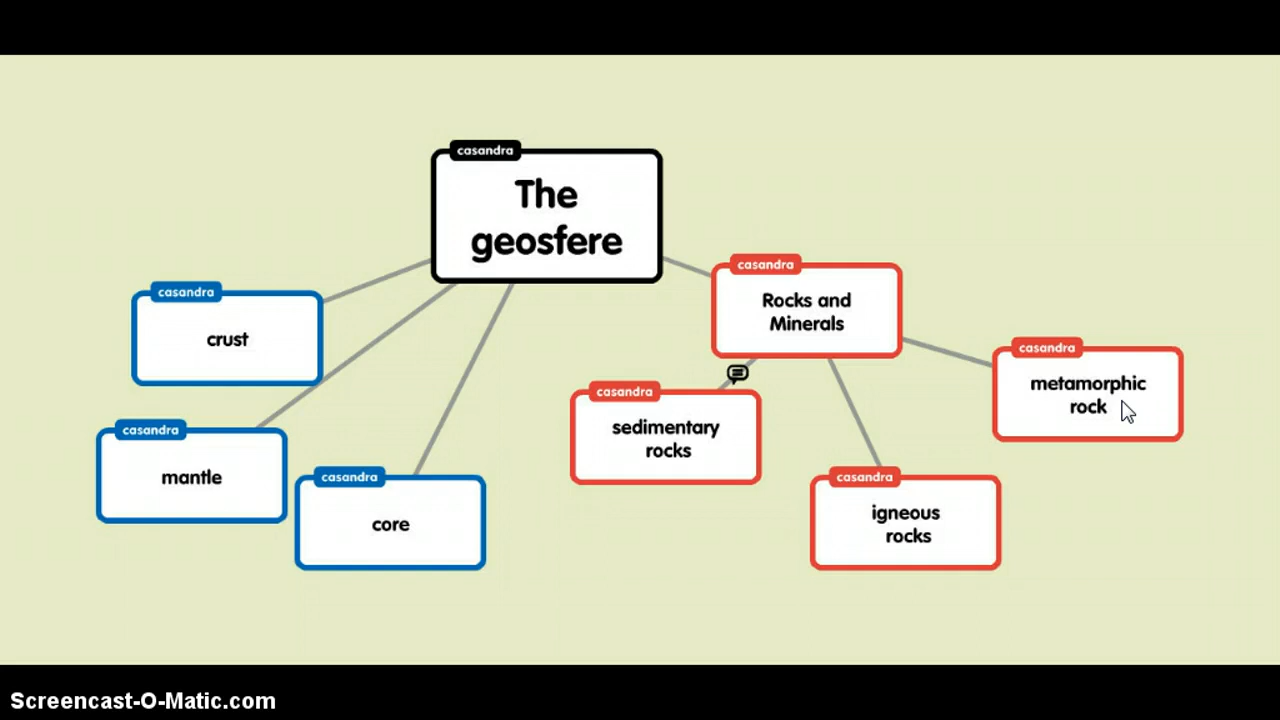 casandra
The
geosfere
casandra
crust
casandra
mantle
casandra
core
casandra
Rocks and
Minerals
casandra
sedimentary
rocks
casandra
igneous
rocks
casandra
metamorphic
rock
Screencast-O-Matic.com